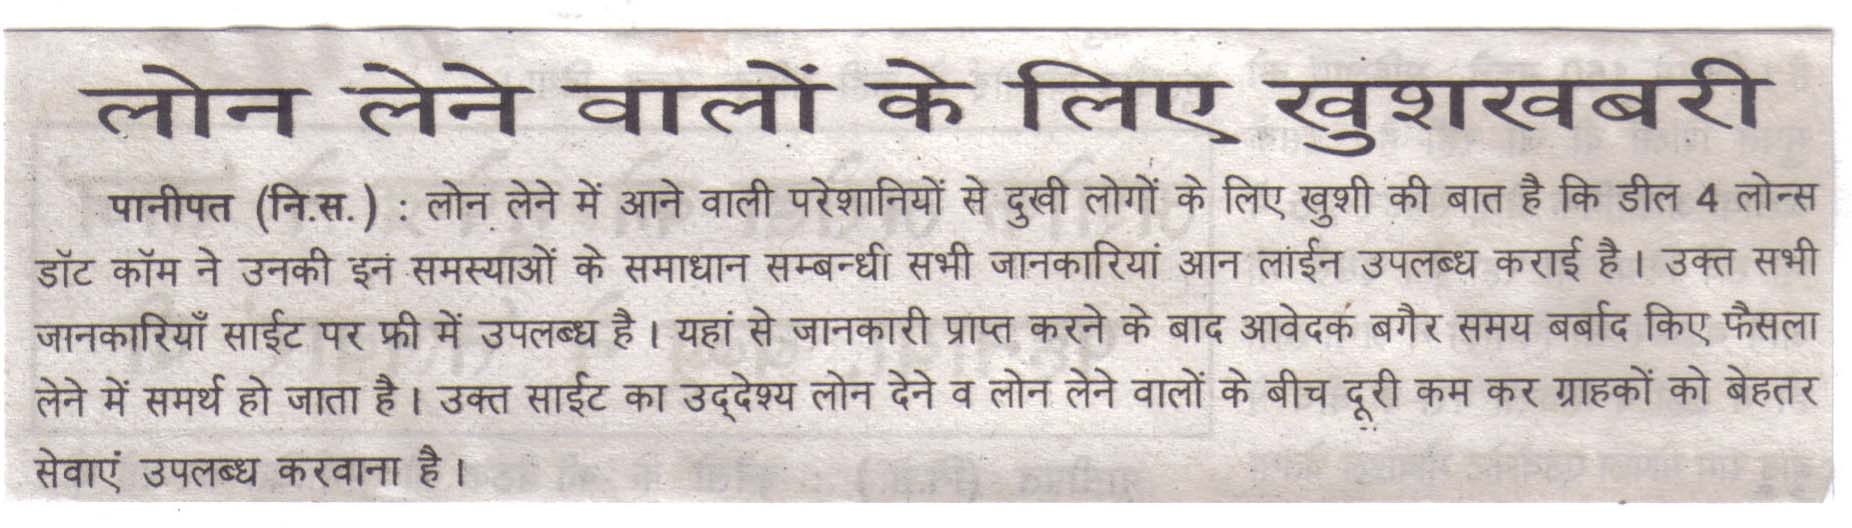 लोन लेने वालों के लिए खुशखबरी
पानीपत (नि.स.) : लोन लेने में आने वाली परेशानियों से दुखी लोगों के लिए खुशी की बात है कि डील 4 लोन्स
डॉट कॉम ने उनकी इन समस्याओं के समाधान सम्बन्धी सभी जानकारियां आन लाईन उपलब्ध कराई है। उक्त सभी
जानकारियाँ साईट पर फ्री में उपलब्ध है। यहां से जानकारी प्राप्त करने के बाद आवेदक बगैर समय बर्बाद किए फैसला
लेने में समर्थ हो जाता है। उक्त साईट का उद्देश्य लोन देने व लोन लेने वालों के बीच दूरी कम कर ग्राहकों को बेहतर
सेवाएं उपलब्ध करवाना है।